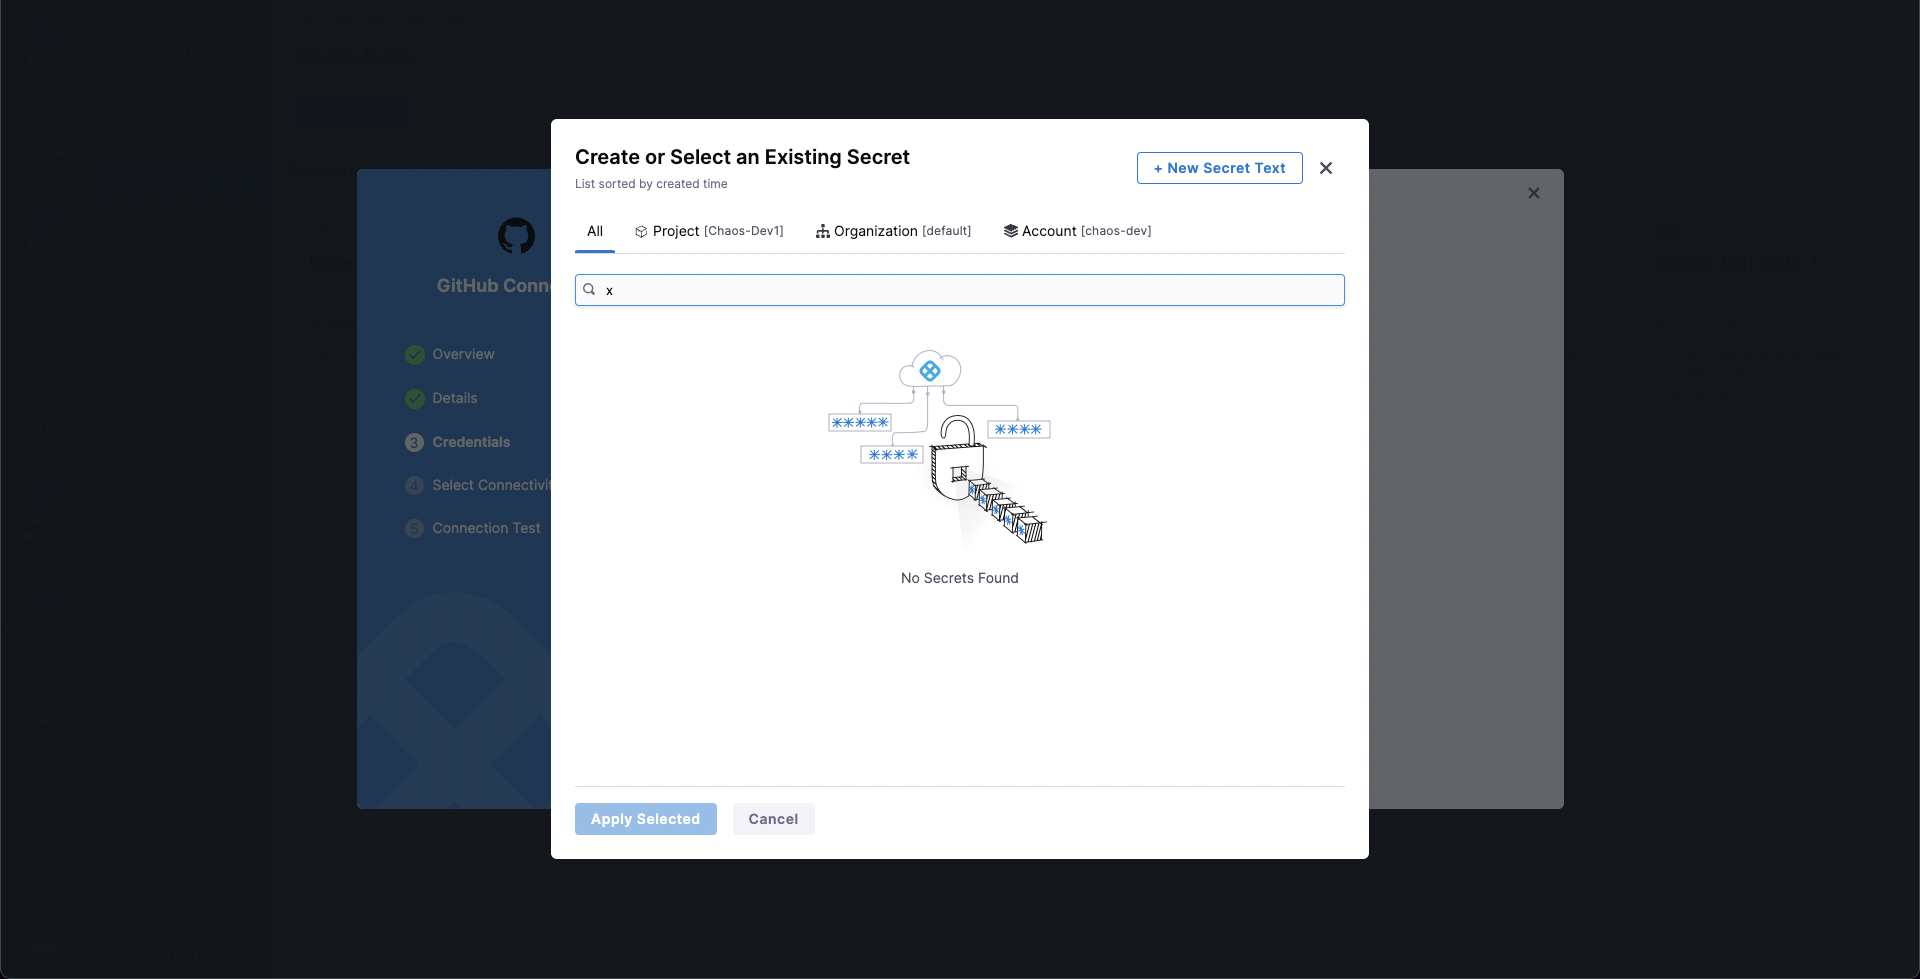 Create or Select an Existing Secret
List sorted by created time
+ New Secret Text
All
Project [Chaos-Dev1]
Organization [default]
Account [chaos-dev]
x
No Secrets Found
Apply Selected
Cancel
GitHub Conne
Overview
Details
3 Credentials
4 Select Connectivit
5 Connection Test